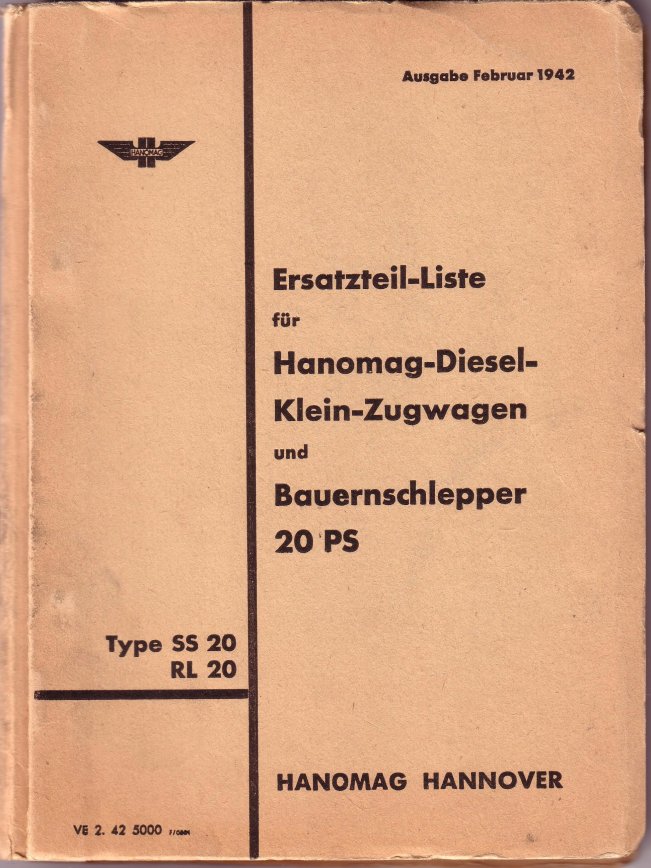 Ausgabe Februar 1942
HANOMAG
Ersatzteil-Liste
für
Hanomag-Diesel-
Klein-Zugwagen
und
Bauernschlepper
20 PS
Type SS 20
RL 20
HANOMAG HANNOVER
VE 2. 42 5000